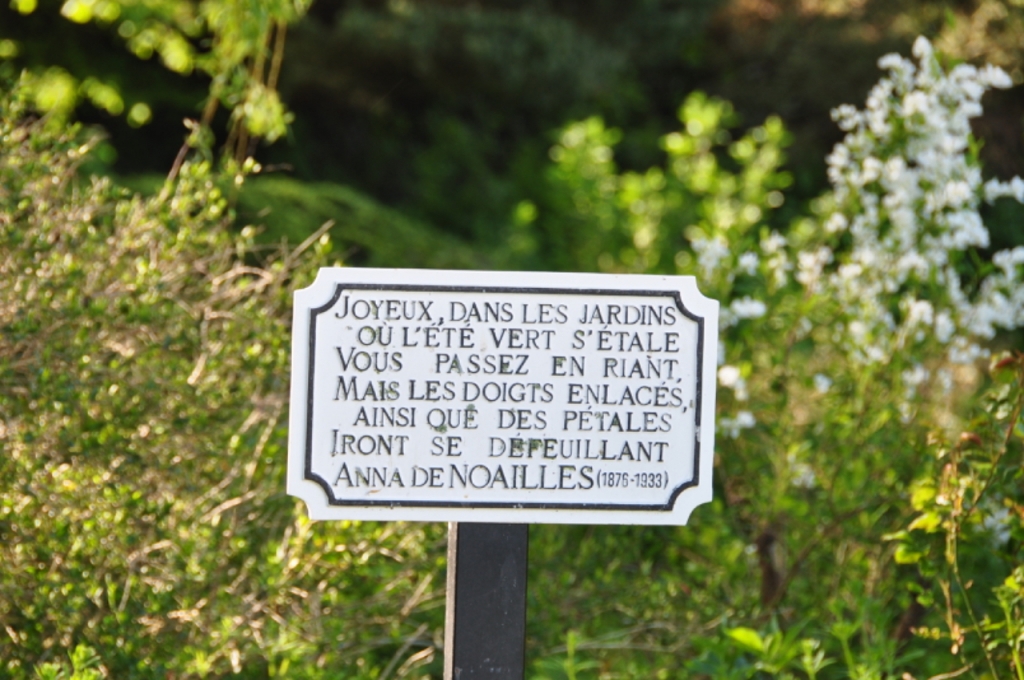 JOYEUX, DANS LES JARDINS
OÙ L'ÉTÉ VERT S'ÉTALE
VOUS PASSEZ EN RIANT,
MAIS LES DOIGTS ENLACÉS,
AINSI QUE DES PÉTALES
IRONT SE DÉFEUILLANT
ANNA DE NOAILLES (1876-1933)